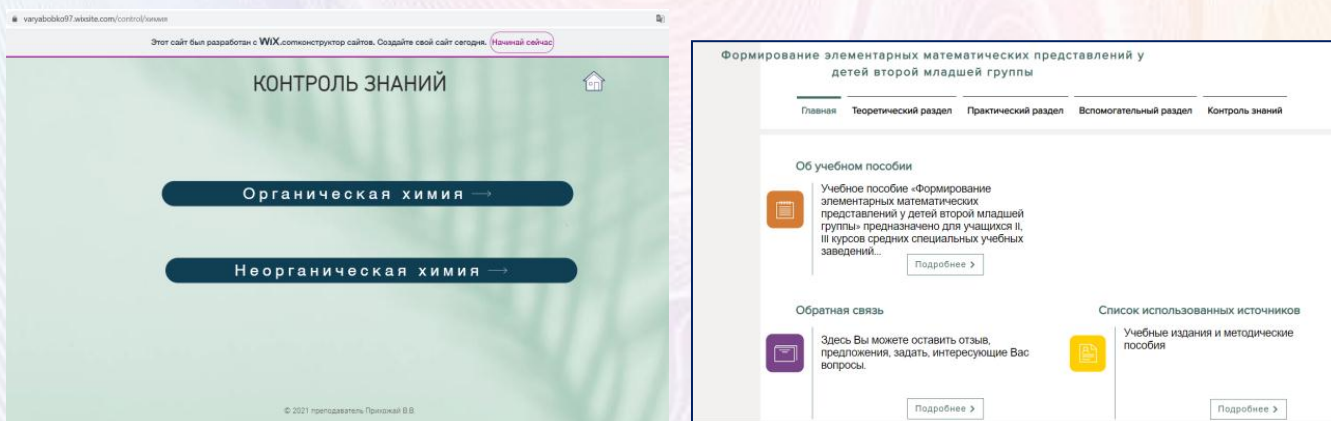 varyabobko97.wixsite.com/control/химия
Этот сайт был разработан с WiX.com конструктор сайтов. Создайте свой сайт сегодня. Начинай сейчас
КОНТРОЛЬ ЗНАНИЙ
Органическая химия →
Неорганическая химия →
© 2021 преподаватель Прихожай В.В.
Формирование элементарных математических представлений у
детей второй младшей группы
Главная Теоретический раздел Практический раздел Вспомогательный раздел Контроль знаний
Об учебном пособии
Учебное пособие «Формирование
элементарных математических
представлений у детей второй младшей
группы» предназначено для учащихся II,
III курсов средних специальных учебных
заведений...
Подробнее >
Обратная связь
Здесь Вы можете оставить отзыв,
предложения, задать, интересующие Вас
вопросы.
Подробнее >
Список использованных источников
Учебные издания и методические
пособия
Подробнее >